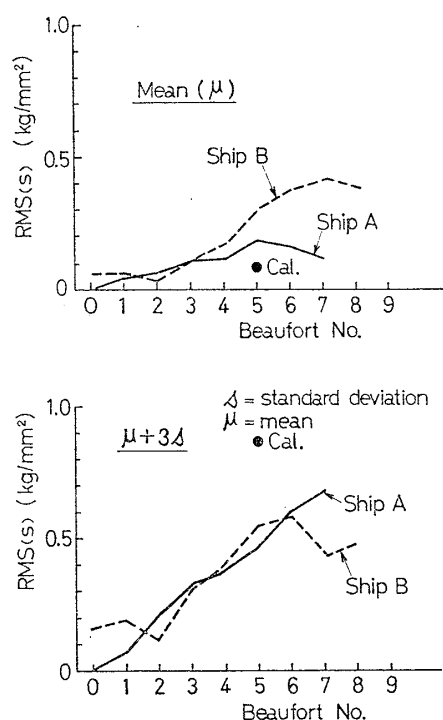 1.0
Mean (μ)
RMS(s) (kg/mm²)
0.5
Ship B
Ship A
Cal.
0
0 1 2 3 4 5 6 7 8 9
Beaufort No.
s = standard deviation
μ = mean
Cal.
1.0
μ+3s
RMS(s) (kg/mm²)
Ship A
0.5
Ship B
0
0 1 2 3 4 5 6 7 8 9
Beaufort No.